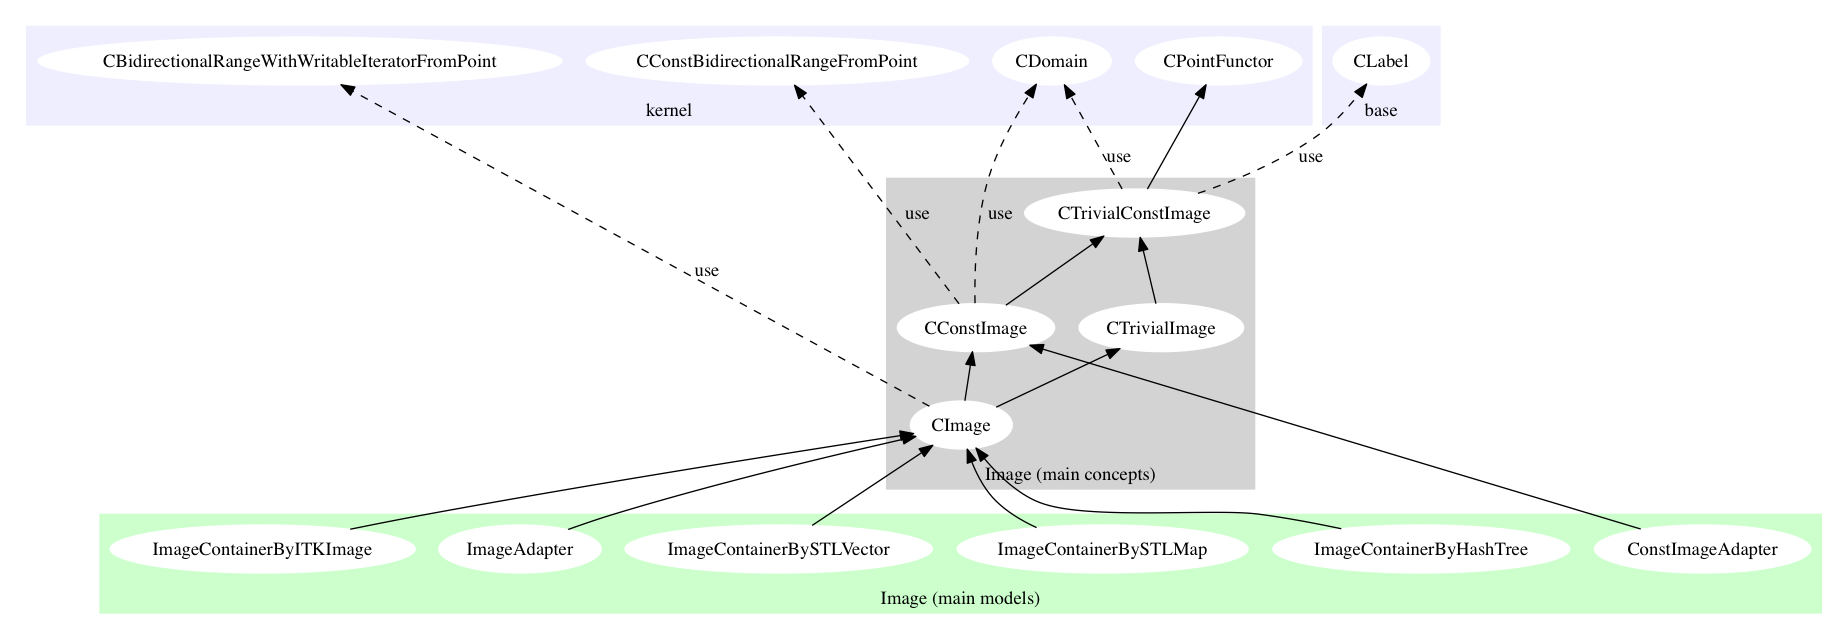 CBidirectionalRangeWithWritableIteratorFromPoint
CConstBidirectionalRangeFromPoint
CDomain
CPointFunctor
CLabel
kernel
base
use
use
CTrivialConstImage
use
use
use
CConstImage
CTrivialImage
CImage
Image (main concepts)
ImageContainerByITKImage
ImageAdapter
ImageContainerBySTLVector
ImageContainerBySTLMap
ImageContainerByHashTree
ConstImageAdapter
Image (main models)